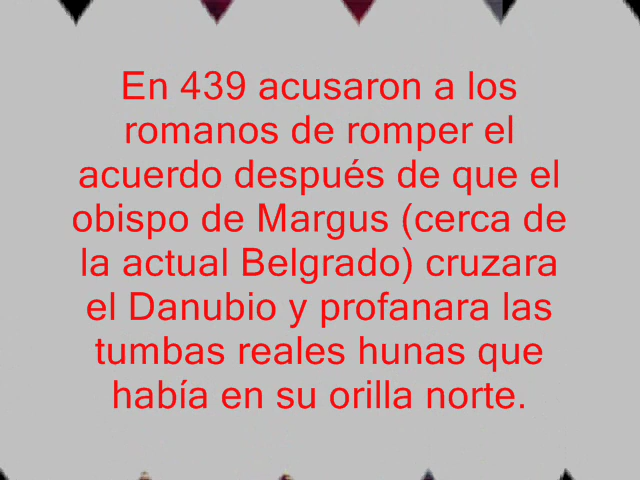 En 439 acusaron a los
romanos de romper el
acuerdo después de que el
obispo de Margus (cerca de
la actual Belgrado) cruzara
el Danubio y profanara las
tumbas reales hunas que
había en su orilla norte.